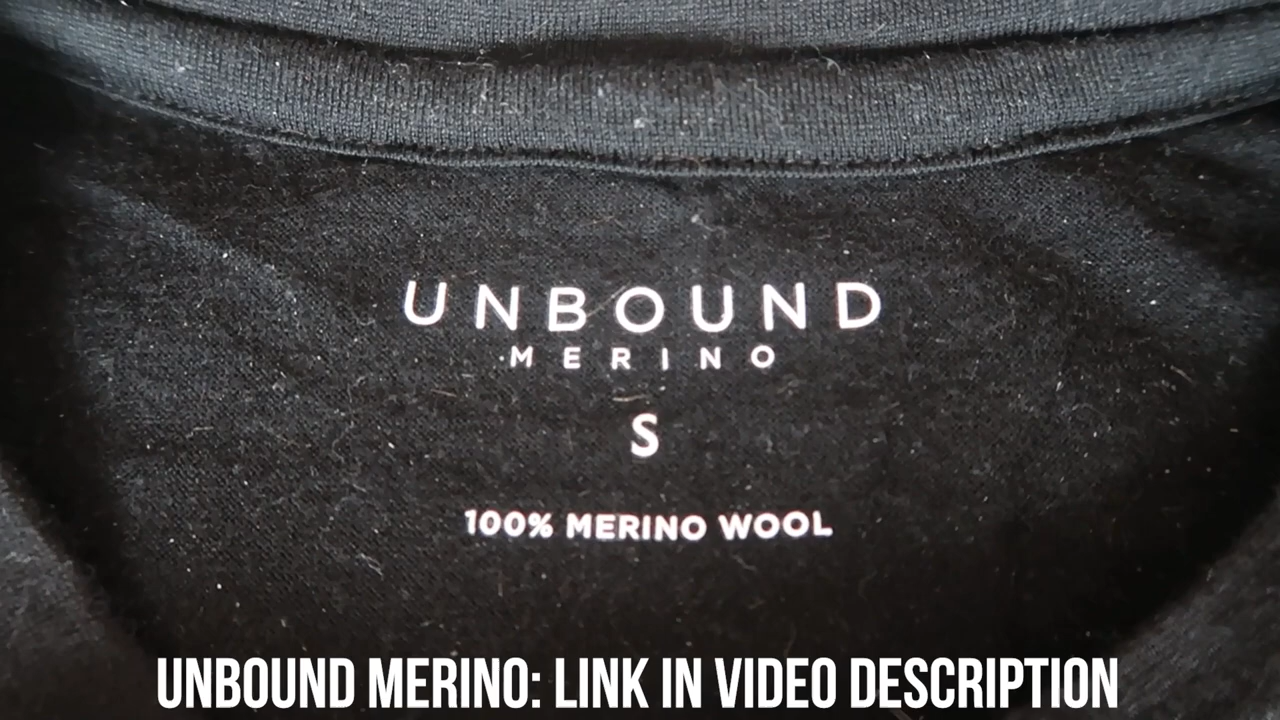 UNBOUND
MERINO
S
100% MERINO WOOL
UNBOUND MERINO: LINK IN VIDEO DESCRIPTION